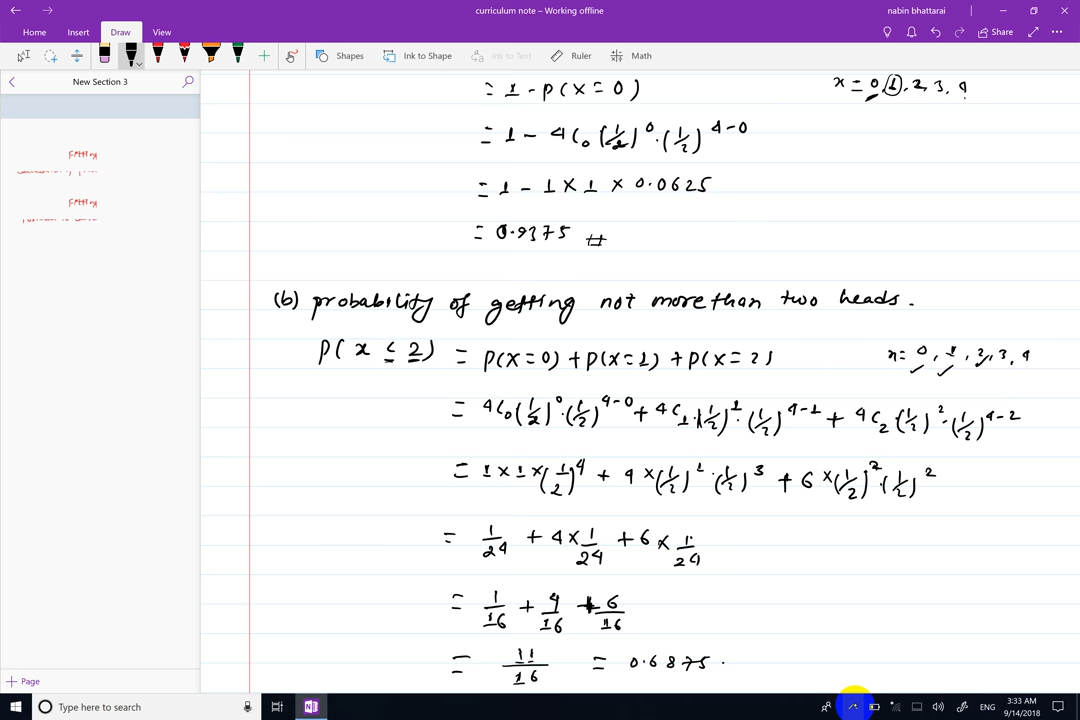 curriculum note – Working offline
nabin bhattarai
Home Insert Draw View
Share
Shapes Ink to Shape Ink to Text Ruler Math
New Section 3
= 1 - P(X = 0)
x = 0, 1, 2, 3, 4
= 1 - 4C₀ (1/2)⁰ · (1/2)⁴⁻⁰
= 1 - 1 × 1 × 0.0625
= 0.9375
(b) probability of getting not more than two heads.
P(x ≤ 2) = P(X = 0) + P(X = 1) + P(X = 2)
x = 0, 1, 2, 3, 4
= 4C₀ (1/2)⁰ · (1/2)⁴⁻⁰ + 4C₁ · (1/2)¹ · (1/2)⁴⁻¹ + 4C₂ (1/2)² · (1/2)⁴⁻²
= 1 × 1 × (1/2)⁴ + 4 × (1/2)¹ · (1/2)³ + 6 × (1/2)² · (1/2)²
= 1/2⁴ + 4 × 1/2⁴ + 6 × 1/2⁴
= 1/16 + 4/16 + 6/16
= 11/16 = 0.6875.
+ Page
Type here to search
ENG
3:33 AM
9/14/2018